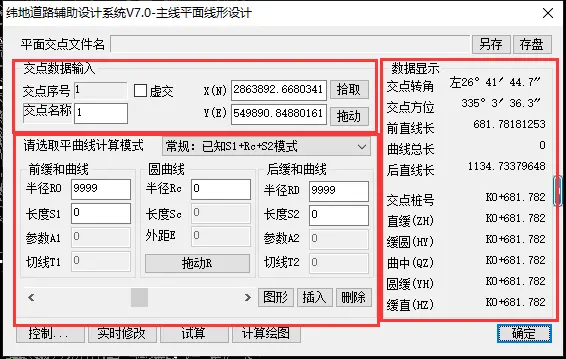 纬地道路辅助设计系统V7.0-主线平面线形设计
平面交点文件名 另存 存盘
交点数据输入
交点序号 1 虚交 X(N) 2863892.6680341 拾取
交点名称 1 Y(E) 549890.84880161 拖动
请选取平曲线计算模式 常规: 已知S1+Rc+S2模式
前缓和曲线 圆曲线 后缓和曲线
半径R0 9999 半径Rc 0 半径RD 9999
长度S1 0 长度Sc 0 长度S2 0
参数A1 0 外距E 0 参数A2 0
切线T1 0 拖动R 切线T2 0
图形 插入 删除
控制... 实时修改 试算 计算绘图 确定
数据显示
交点转角 左26° 41′ 44.7″
交点方位 335° 3′ 36.3″
前直线长 681.78181253
曲线总长 0
后直线长 1134.73379648
交点桩号 K0+681.782
直缓(ZH) K0+681.782
缓圆(HY) K0+681.782
曲中(QZ) K0+681.782
圆缓(YH) K0+681.782
缓直(HZ) K0+681.782